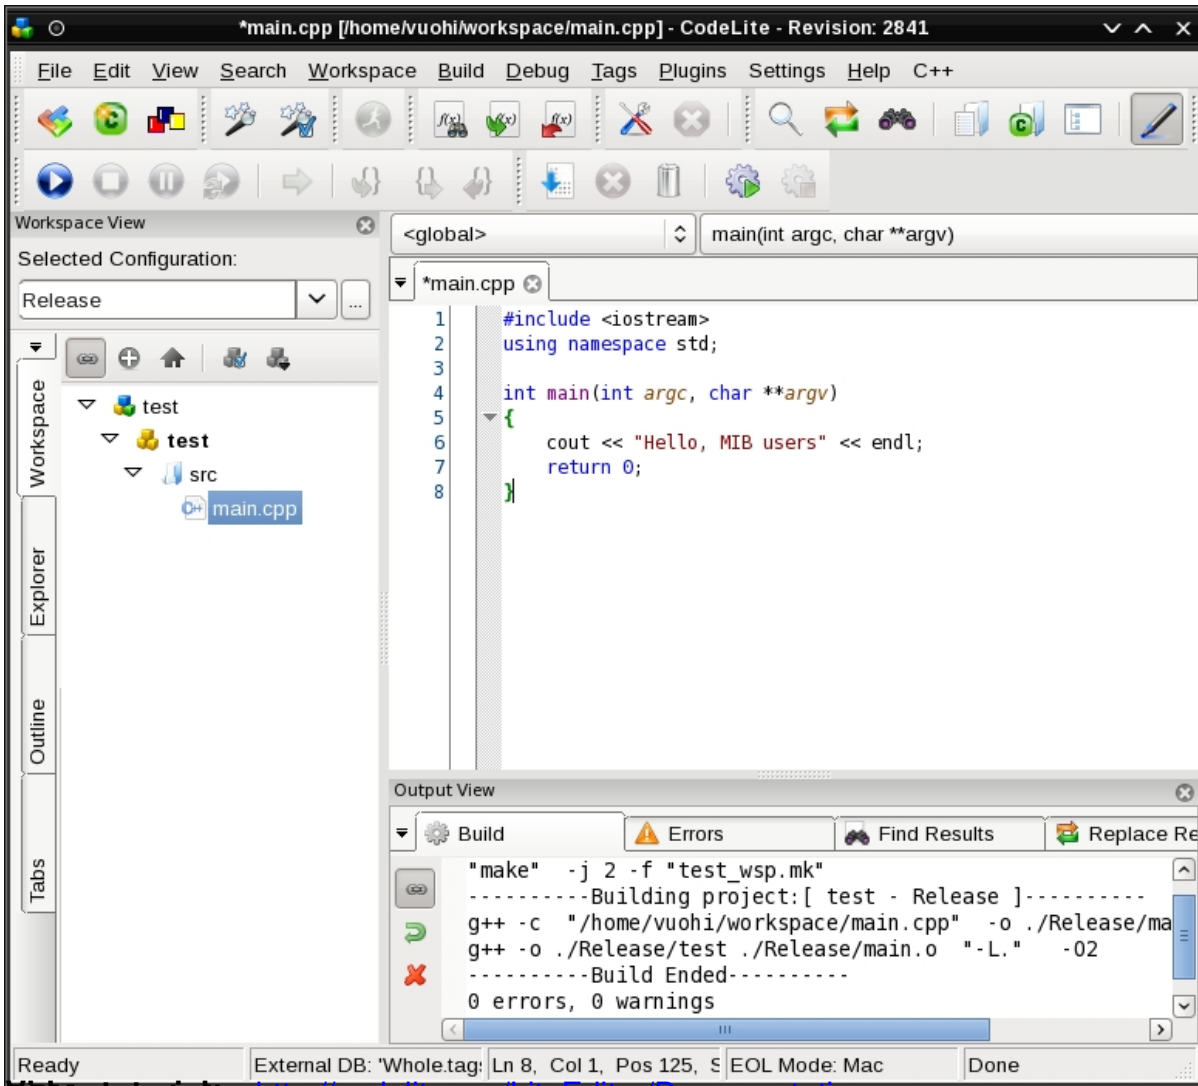 *main.cpp [/home/vuohi/workspace/main.cpp] - CodeLite - Revision: 2841
File Edit View Search Workspace Build Debug Tags Plugins Settings Help C++
Workspace View
Selected Configuration:
Release
...
Workspace
Explorer
Outline
Tabs
test
test
src
main.cpp
<global>
main(int argc, char **argv)
*main.cpp
1 #include <iostream>
2 using namespace std;
3
4 int main(int argc, char **argv)
5 {
6 cout << "Hello, MIB users" << endl;
7 return 0;
8 }
Output View
Build Errors Find Results Replace Re
"make" -j 2 -f "test_wsp.mk"
----------Building project:[ test - Release ]----------
g++ -c "/home/vuohi/workspace/main.cpp" -o ./Release/ma
g++ -o ./Release/test ./Release/main.o "-L." -O2
----------Build Ended----------
0 errors, 0 warnings
Ready External DB: 'Whole.tag: Ln 8, Col 1, Pos 125, S EOL Mode: Mac Done